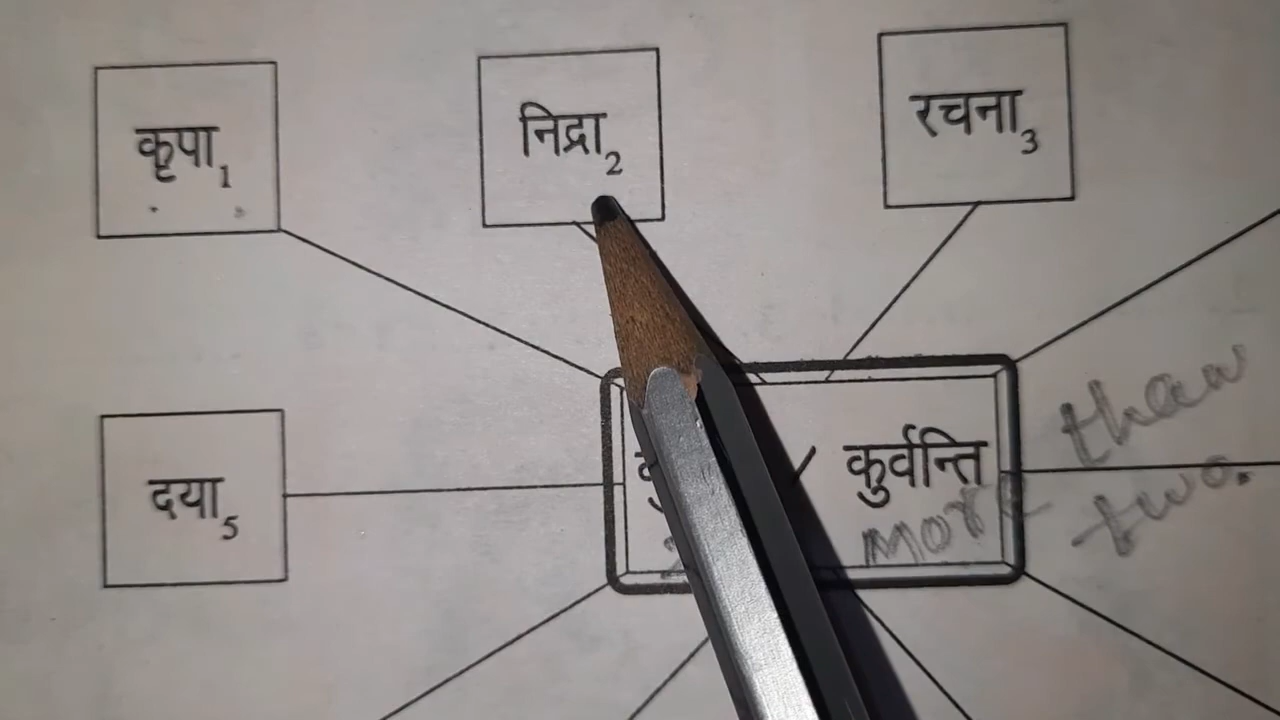 कृपा 1
निद्रा 2
रचना 3
दया 5
/ कुर्वन्ति
more than two.